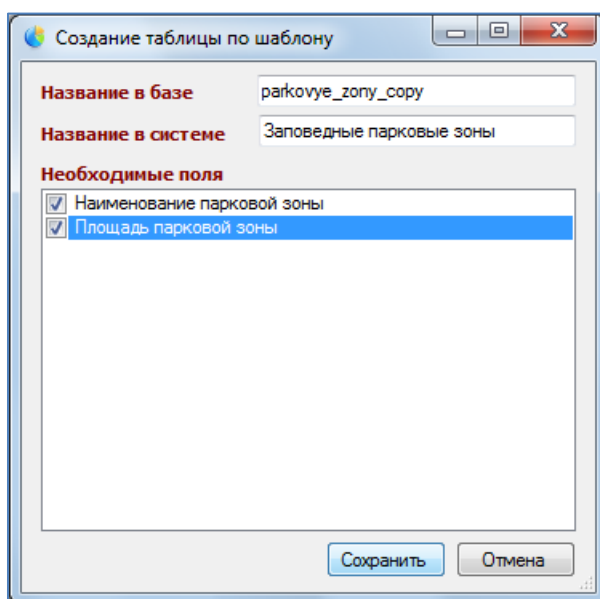 Создание таблицы по шаблону
Название в базе parkovye_zony_copy
Название в системе Заповедные парковые зоны
Необходимые поля
Наименование парковой зоны
Площадь парковой зоны
Сохранить Отмена